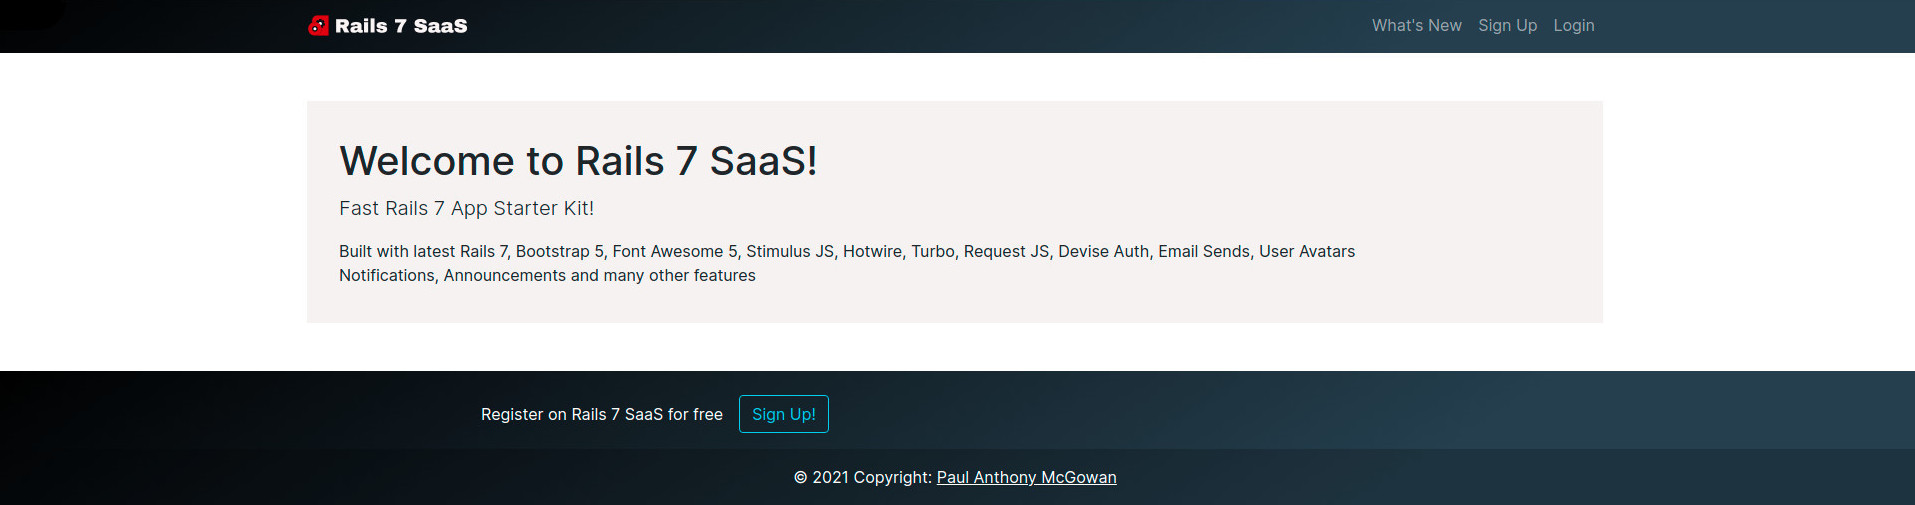 Rails 7 SaaS
What's New Sign Up Login
Welcome to Rails 7 SaaS!
Fast Rails 7 App Starter Kit!
Built with latest Rails 7, Bootstrap 5, Font Awesome 5, Stimulus JS, Hotwire, Turbo, Request JS, Devise Auth, Email Sends, User Avatars
Notifications, Announcements and many other features
Register on Rails 7 SaaS for free Sign Up!
© 2021 Copyright: Paul Anthony McGowan